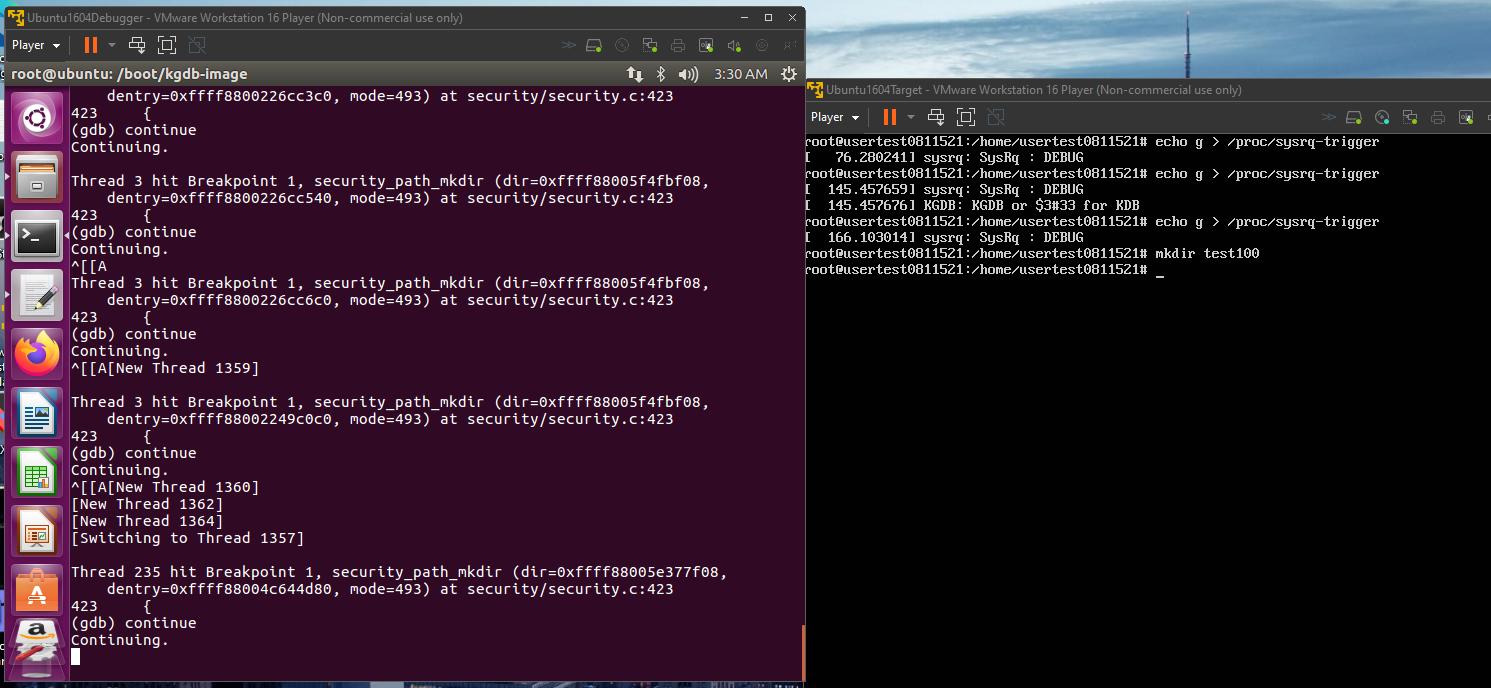 Ubuntu1604Debugger - VMware Workstation 16 Player (Non-commercial use only)
Player
root@ubuntu: /boot/kgdb-image
3:30 AM
    dentry=0xffff8800226cc3c0, mode=493) at security/security.c:423
423     {
(gdb) continue
Continuing.
Thread 3 hit Breakpoint 1, security_path_mkdir (dir=0xffff88005f4fbf08,
    dentry=0xffff8800226cc540, mode=493) at security/security.c:423
423     {
(gdb) continue
Continuing.
^[[A
Thread 3 hit Breakpoint 1, security_path_mkdir (dir=0xffff88005f4fbf08,
    dentry=0xffff8800226cc6c0, mode=493) at security/security.c:423
423     {
(gdb) continue
Continuing.
^[[A[New Thread 1359]
Thread 3 hit Breakpoint 1, security_path_mkdir (dir=0xffff88005f4fbf08,
    dentry=0xffff88002249c0c0, mode=493) at security/security.c:423
423     {
(gdb) continue
Continuing.
^[[A[New Thread 1360]
[New Thread 1362]
[New Thread 1364]
[Switching to Thread 1357]
Thread 235 hit Breakpoint 1, security_path_mkdir (dir=0xffff88005e377f08,
    dentry=0xffff88004c644d80, mode=493) at security/security.c:423
423     {
(gdb) continue
Continuing.
Ubuntu1604Target - VMware Workstation 16 Player (Non-commercial use only)
Player
root@usertest0811521:/home/usertest0811521# echo g > /proc/sysrq-trigger
[   76.280241] sysrq: SysRq : DEBUG
root@usertest0811521:/home/usertest0811521# echo g > /proc/sysrq-trigger
[  145.457659] sysrq: SysRq : DEBUG
[  145.457676] KGDB: KGDB or $3#33 for KDB
root@usertest0811521:/home/usertest0811521# echo g > /proc/sysrq-trigger
[  166.103014] sysrq: SysRq : DEBUG
root@usertest0811521:/home/usertest0811521# mkdir test100
root@usertest0811521:/home/usertest0811521# _